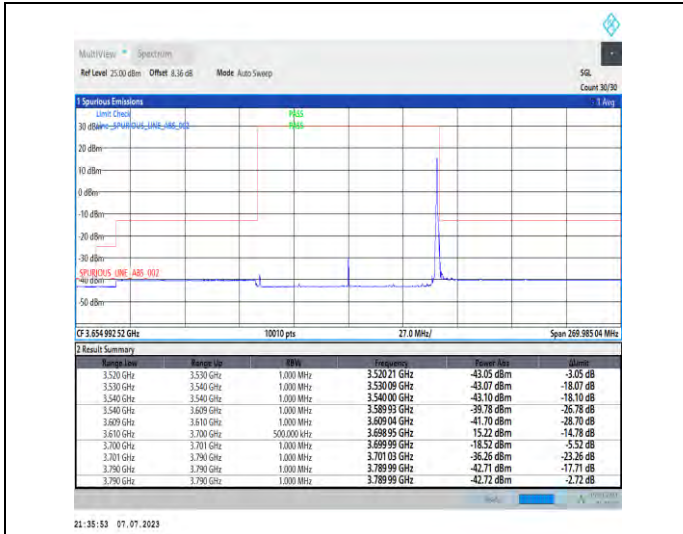 MultiView Spectrum
Ref Level 25.00 dBm Offset 8.36 dB Mode Auto Sweep SGL
Count 30/30
1 Spurious Emissions 1 Avg
Limit Check PASS
30 dBm Line _SPURIOUS_LINE_ABS_002 PASS
20 dBm
10 dBm
0 dBm
-10 dBm
-20 dBm
-30 dBm
_SPURIOUS_LINE_ABS_002
-40 dBm
-50 dBm
CF 3.654 992 52 GHz 10010 pts 27.0 MHz/ Span 269.985 04 MHz
2 Result Summary
Range Low Range Up RBW Frequency Power Abs ΔLimit
3.520 GHz 3.530 GHz 1.000 MHz 3.520 21 GHz -43.05 dBm -3.05 dB
3.530 GHz 3.540 GHz 1.000 MHz 3.530 09 GHz -43.07 dBm -18.07 dB
3.540 GHz 3.540 GHz 1.000 MHz 3.540 00 GHz -43.10 dBm -18.10 dB
3.540 GHz 3.609 GHz 1.000 MHz 3.589 93 GHz -39.78 dBm -26.78 dB
3.609 GHz 3.610 GHz 1.000 MHz 3.609 04 GHz -41.70 dBm -28.70 dB
3.610 GHz 3.700 GHz 500.000 kHz 3.698 95 GHz 15.22 dBm -14.78 dB
3.700 GHz 3.701 GHz 1.000 MHz 3.699 99 GHz -18.52 dBm -5.52 dB
3.701 GHz 3.790 GHz 1.000 MHz 3.701 03 GHz -36.26 dBm -23.26 dB
3.790 GHz 3.790 GHz 1.000 MHz 3.789 99 GHz -42.71 dBm -17.71 dB
3.790 GHz 3.790 GHz 1.000 MHz 3.789 99 GHz -42.72 dBm -2.72 dB
21:35:53 07.07.2023